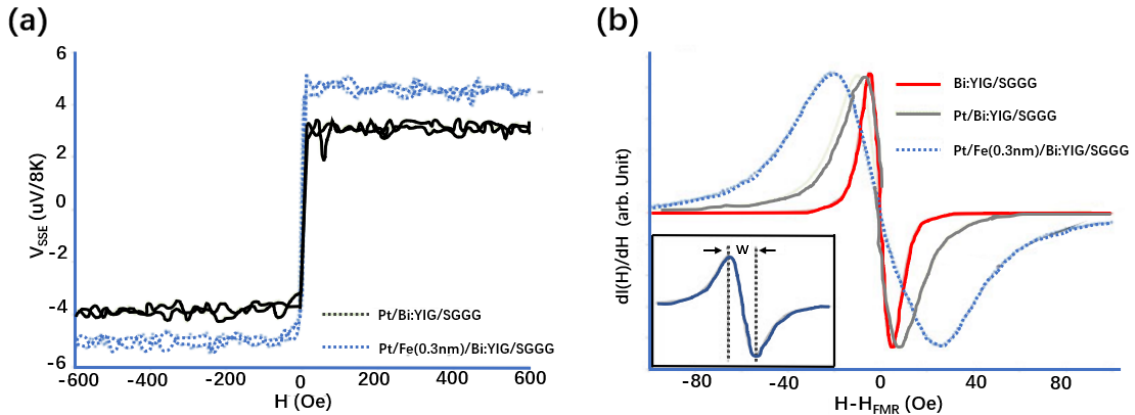 (a)
6
4
2
0
-2
-4
-6
V_SSE (uV/8K)
Pt/Bi:YIG/SGGG
Pt/Fe(0.3nm)/Bi:YIG/SGGG
-600 -400 -200 0 200 400 600
H (Oe)
(b)
dI(H)/dH (arb. Unit)
Bi:YIG/SGGG
Pt/Bi:YIG/SGGG
Pt/Fe(0.3nm)/Bi:YIG/SGGG
W
-80 -40 0 40 80
H-H_FMR (Oe)